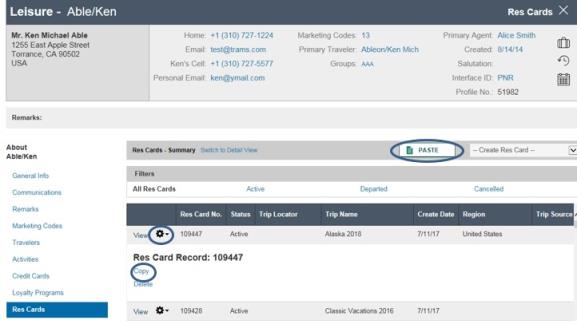 Leisure - Able/Ken
Res Cards ×
Mr. Ken Michael Able
1255 East Apple Street
Torrance, CA 90502
USA
Home: +1 (310) 727-1224
Email: test@trams.com
Ken's Cell: +1 (310) 727-5577
Personal Email: ken@ymail.com
Marketing Codes: 13
Primary Traveler: Ableon/Ken Mich
Groups: AAA
Primary Agent: Alice Smith
Created: 8/14/14
Salutation:
Interface ID: PNR
Profile No.: 51982
Remarks:
About
Able/Ken
General Info
Communications
Remarks
Marketing Codes
Travelers
Activities
Credit Cards
Loyalty Programs
Res Cards
Res Cards - Summary Switch to Detail View
PASTE
-- Create Res Card --
Filters
All Res Cards Active Departed Cancelled
Res Card No. Status Trip Locator Trip Name Create Date Region Trip Source
View 109447 Active Alaska 2018 7/11/17 United States
Res Card Record: 109447
Copy
Delete
View 109428 Active Classic Vacations 2016 7/11/17